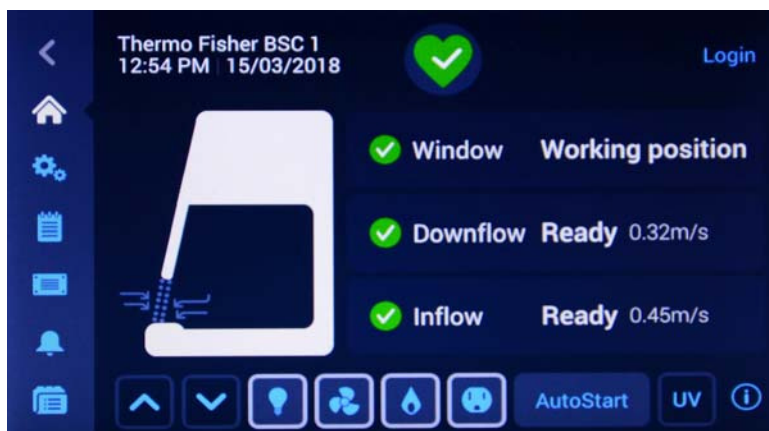 Thermo Fisher BSC 1
12:54 PM 15/03/2018
Login
Window Working position
Downflow Ready 0.32m/s
Inflow Ready 0.45m/s
AutoStart
UV